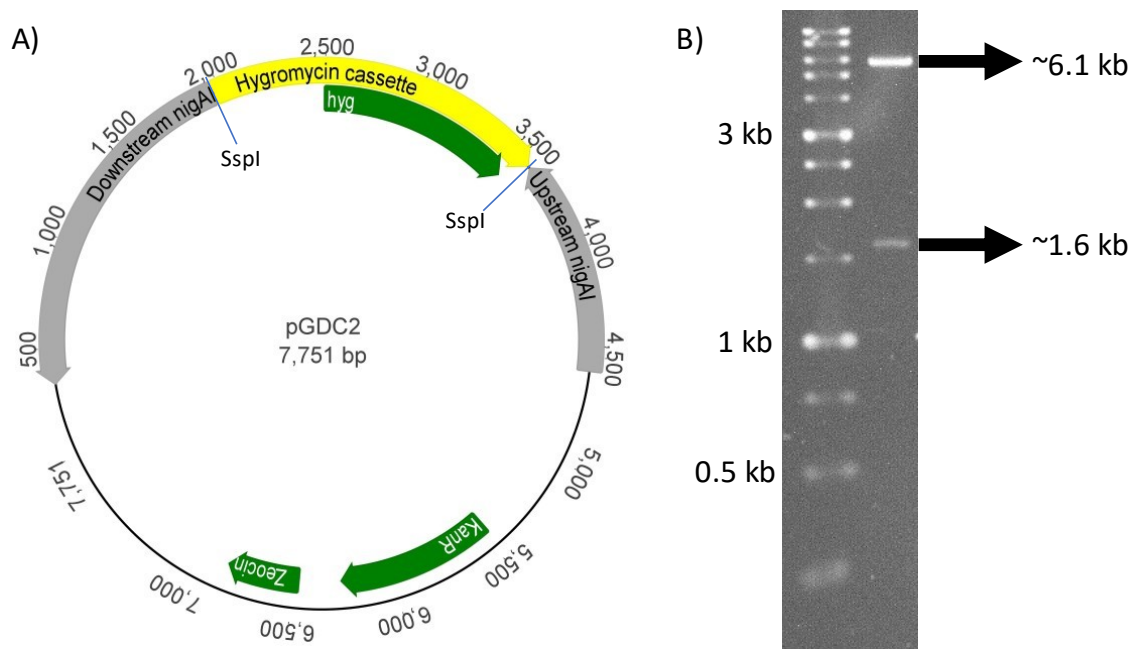 A)
2,000
2,500
3,000
3,500
4,000
4,500
5,000
5,500
6,000
6,500
7,000
7,751
500
1,000
1,500
Downstream nigAI
Hygromycin cassette
hyg
Upstream nigAI
SspI
SspI
pGDC2
7,751 bp
KanR
Zeocin
B)
3 kb
1 kb
0.5 kb
~6.1 kb
~1.6 kb